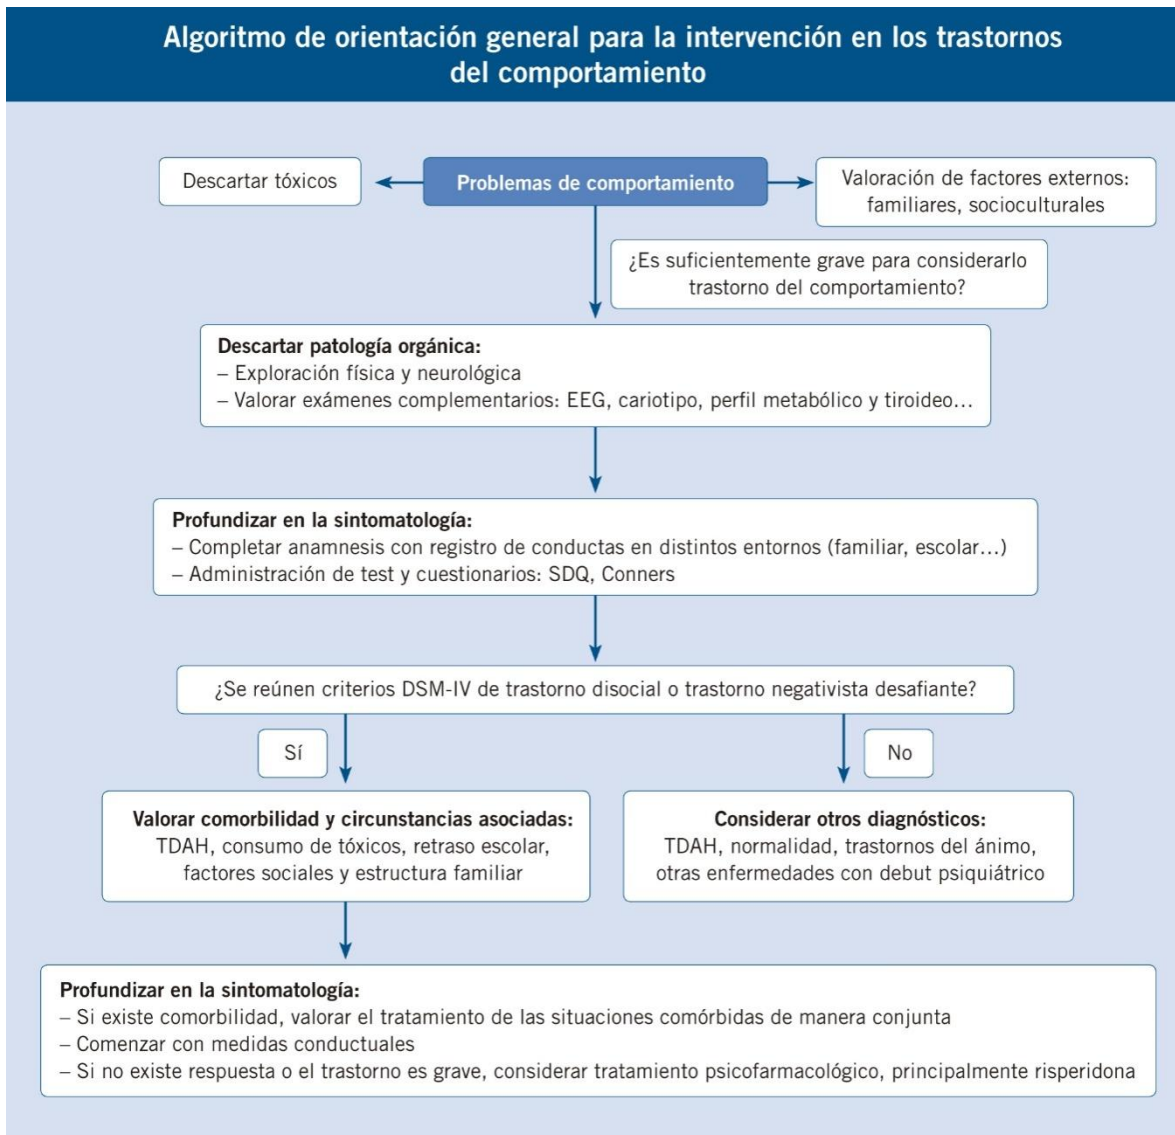 Algoritmo de orientación general para la intervención en los trastornos
del comportamiento
Descartar tóxicos
Problemas de comportamiento
Valoración de factores externos:
familiares, socioculturales
¿Es suficientemente grave para considerarlo
trastorno del comportamiento?
Descartar patología orgánica:
– Exploración física y neurológica
– Valorar exámenes complementarios: EEG, cariotipo, perfil metabólico y tiroideo…
Profundizar en la sintomatología:
– Completar anamnesis con registro de conductas en distintos entornos (familiar, escolar…)
– Administración de test y cuestionarios: SDQ, Conners
¿Se reúnen criterios DSM-IV de trastorno disocial o trastorno negativista desafiante?
Sí
No
Valorar comorbilidad y circunstancias asociadas:
TDAH, consumo de tóxicos, retraso escolar,
factores sociales y estructura familiar
Considerar otros diagnósticos:
TDAH, normalidad, trastornos del ánimo,
otras enfermedades con debut psiquiátrico
Profundizar en la sintomatología:
– Si existe comorbilidad, valorar el tratamiento de las situaciones comórbidas de manera conjunta
– Comenzar con medidas conductuales
– Si no existe respuesta o el trastorno es grave, considerar tratamiento psicofarmacológico, principalmente risperidona